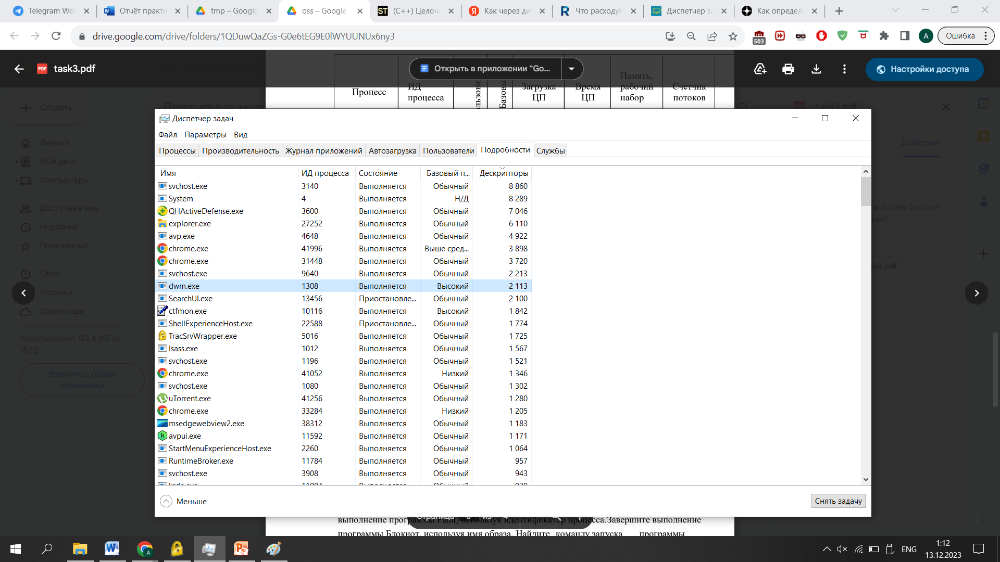 Telegram Wel
Отчёт практи
tmp – Google
oss – Google
(C++) Целоч
Как через ди
Что расходуе
Диспетчер за
Как определ
drive.google.com/drive/folders/1QDuwQaZGs-G0e6tEG9E0lWYUUNUx6ny3
503
A
Ошибка
PDF task3.pdf
Открыть в приложении "Go...
Настройки доступа
Процесс
ИД процесса
Базовы
Загрузка ЦП
Время ЦП
Память, рабочий набор
Счетчик потоков
Создать
Доступные мне
task3.pdf
Личный
Мой диск
Компьютеры
Доступные мне
Недавние
Помеченные
Спам
Корзина
Хранилище
Использовано 123,4 МБ из
15 ГБ
Увеличить объем
хранилища
Действия
Andrey Suchkov
Диспетчер задач
Файл Параметры Вид
Процессы Производительность Журнал приложений Автозагрузка Пользователи Подробности Службы
Имя ИД процесса Состояние Базовый п... Дескрипторы
svchost.exe 3140 Выполняется Обычный 8 860
System 4 Выполняется Н/Д 8 289
QHActiveDefense.exe 3600 Выполняется Обычный 7 046
explorer.exe 27252 Выполняется Обычный 6 110
avp.exe 4648 Выполняется Обычный 4 922
chrome.exe 41996 Выполняется Выше сред... 3 898
chrome.exe 31448 Выполняется Обычный 3 720
svchost.exe 9640 Выполняется Обычный 2 213
dwm.exe 1308 Выполняется Высокий 2 113
SearchUI.exe 13456 Приостановле... Обычный 2 100
ctfmon.exe 10116 Выполняется Высокий 1 842
ShellExperienceHost.exe 22588 Приостановле... Обычный 1 774
TracSrvWrapper.exe 5016 Выполняется Обычный 1 725
lsass.exe 1012 Выполняется Обычный 1 567
svchost.exe 1196 Выполняется Обычный 1 521
chrome.exe 41052 Выполняется Низкий 1 346
svchost.exe 1080 Выполняется Обычный 1 302
uTorrent.exe 41256 Выполняется Обычный 1 280
chrome.exe 33284 Выполняется Низкий 1 205
msedgewebview2.exe 38312 Выполняется Обычный 1 183
avpui.exe 11592 Выполняется Обычный 1 171
StartMenuExperienceHost.exe 2260 Выполняется Обычный 1 064
RuntimeBroker.exe 11784 Выполняется Обычный 957
svchost.exe 3908 Выполняется Обычный 943
Меньше
Снять задачу
выполнение программы Paint, используя идентификатор процесса.Завершите выполнение
программы Блокнот, используя имя образа. Найдите команду запуска программы
ENG
1:12
13.12.2023